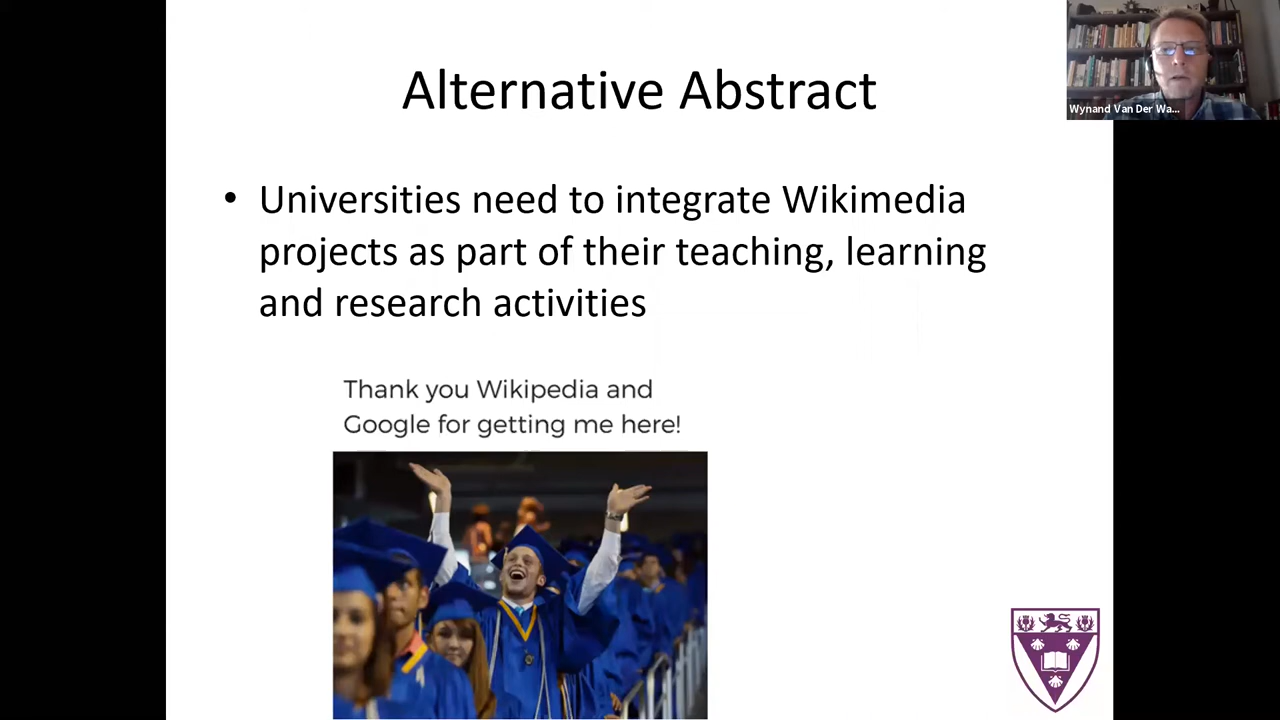 Alternative Abstract
Wynand Van Der Wa...
• Universities need to integrate Wikimedia
projects as part of their teaching, learning
and research activities
Thank you Wikipedia and
Google for getting me here!